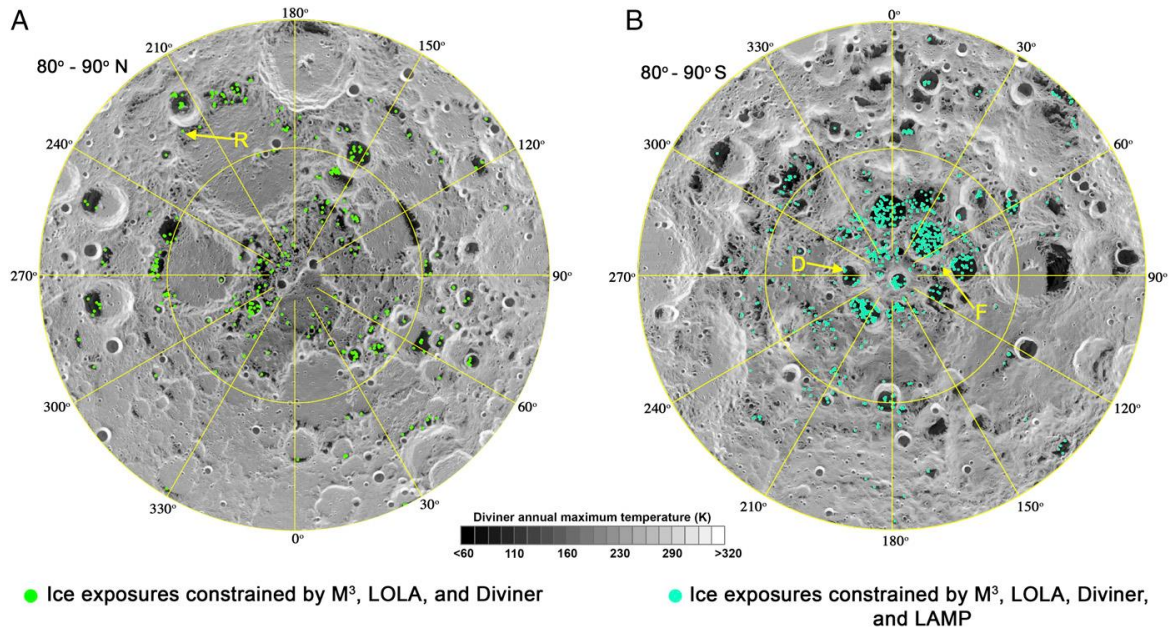 A
B
80° - 90° N
180°
150°
120°
90°
60°
30°
0°
330°
300°
270°
240°
210°
R
80° - 90° S
0°
30°
60°
90°
120°
150°
180°
210°
240°
270°
300°
330°
D
F
Diviner annual maximum temperature (K)
<60 110 160 230 290 >320
Ice exposures constrained by M³, LOLA, and Diviner
Ice exposures constrained by M³, LOLA, Diviner,
and LAMP